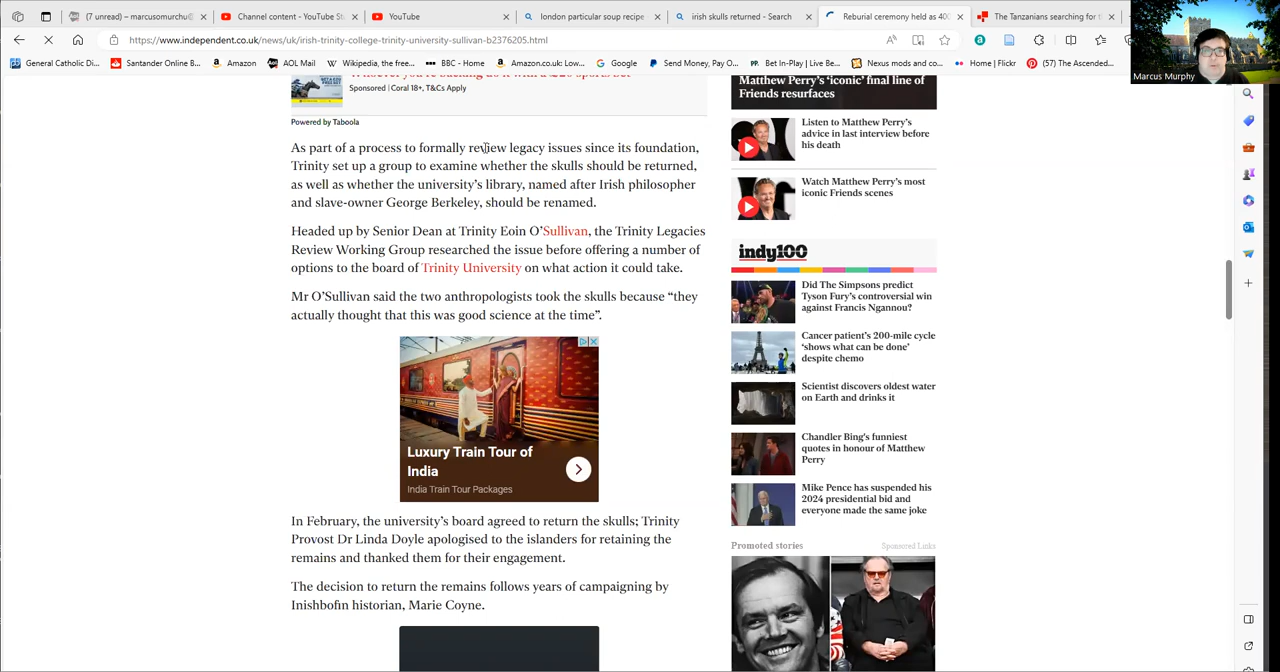 (7 unread) - marcusomurchu@
Channel content - YouTube St
YouTube
london particular soup recipe
irish skulls returned - Search
Reburial ceremony held as 400
The Tanzanians searching for t
https://www.independent.co.uk/news/uk/irish-trinity-college-trinity-university-sullivan-b2376205.html
General Cathlic Di...
Santander Online B...
Amazon
AOL Mail
Wikipedia, the free...
BBC - Home
Amazon.co.uk: Low...
Google
Send Money, Pay O...
Bet In-Play | Live Be...
Nexus mods and co...
Home | Flickr
(57) The Ascended...
Marcus Murphy
Sponsored | Coral 18+, T&Cs Apply
Powered by Taboola
As part of a process to formally review legacy issues since its foundation,
Trinity set up a group to examine whether the skulls should be returned,
as well as whether the university's library, named after Irish philosopher
and slave-owner George Berkeley, should be renamed.
Headed up by Senior Dean at Trinity Eoin O'Sullivan, the Trinity Legacies
Review Working Group researched the issue before offering a number of
options to the board of Trinity University on what action it could take.
Mr O'Sullivan said the two anthropologists took the skulls because "they
actually thought that this was good science at the time".
Luxury Train Tour of
India
India Train Tour Packages
In February, the university's board agreed to return the skulls; Trinity
Provost Dr Linda Doyle apologised to the islanders for retaining the
remains and thanked them for their engagement.
The decision to return the remains follows years of campaigning by
Inishbofin historian, Marie Coyne.
Matthew Perry's 'iconic' final line of
Friends resurfaces
Listen to Matthew Perry's
advice in last interview before
his death
Watch Matthew Perry's most
iconic Friends scenes
indy100
Did The Simpsons predict
Tyson Fury's controversial win
against Francis Ngannou?
Cancer patient's 200-mile cycle
'shows what can be done'
despite chemo
Scientist discovers oldest water
on Earth and drinks it
Chandler Bing's funniest
quotes in honour of Matthew
Perry
Mike Pence has suspended his
2024 presidential bid and
everyone made the same joke
Promoted stories
Sponsored Links